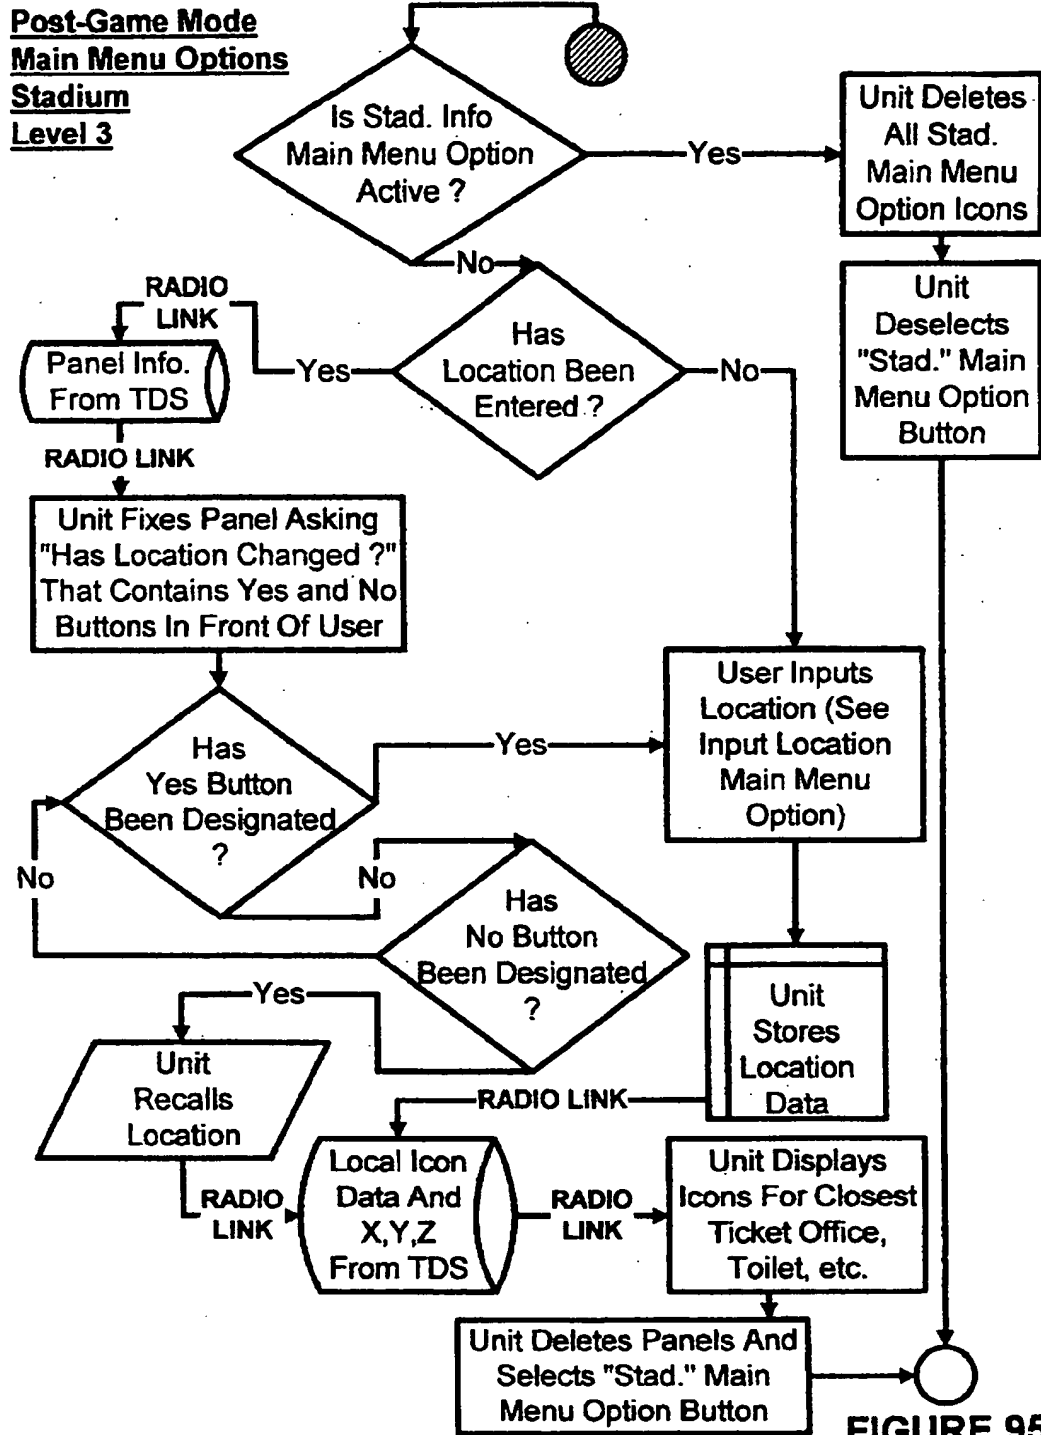 Post-Game Mode
Main Menu Options
Stadium
Level 3
Is Stad. Info
Main Menu Option
Active ?
Yes
Unit Deletes
All Stad.
Main Menu
Option Icons
No
Unit
Deselects
"Stad." Main
Menu Option
Button
Has
Location Been
Entered ?
Yes
No
RADIO
LINK
Panel Info.
From TDS
RADIO LINK
Unit Fixes Panel Asking
"Has Location Changed ?"
That Contains Yes and No
Buttons In Front Of User
Has
Yes Button
Been Designated
?
Yes
No
No
User Inputs
Location (See
Input Location
Main Menu
Option)
Has
No Button
Been Designated
?
Yes
Unit
Stores
Location
Data
Unit
Recalls
Location
RADIO LINK
RADIO
LINK
Local Icon
Data And
X,Y,Z
From TDS
RADIO
LINK
Unit Displays
Icons For Closest
Ticket Office,
Toilet, etc.
Unit Deletes Panels And
Selects "Stad." Main
Menu Option Button
FIGURE 95